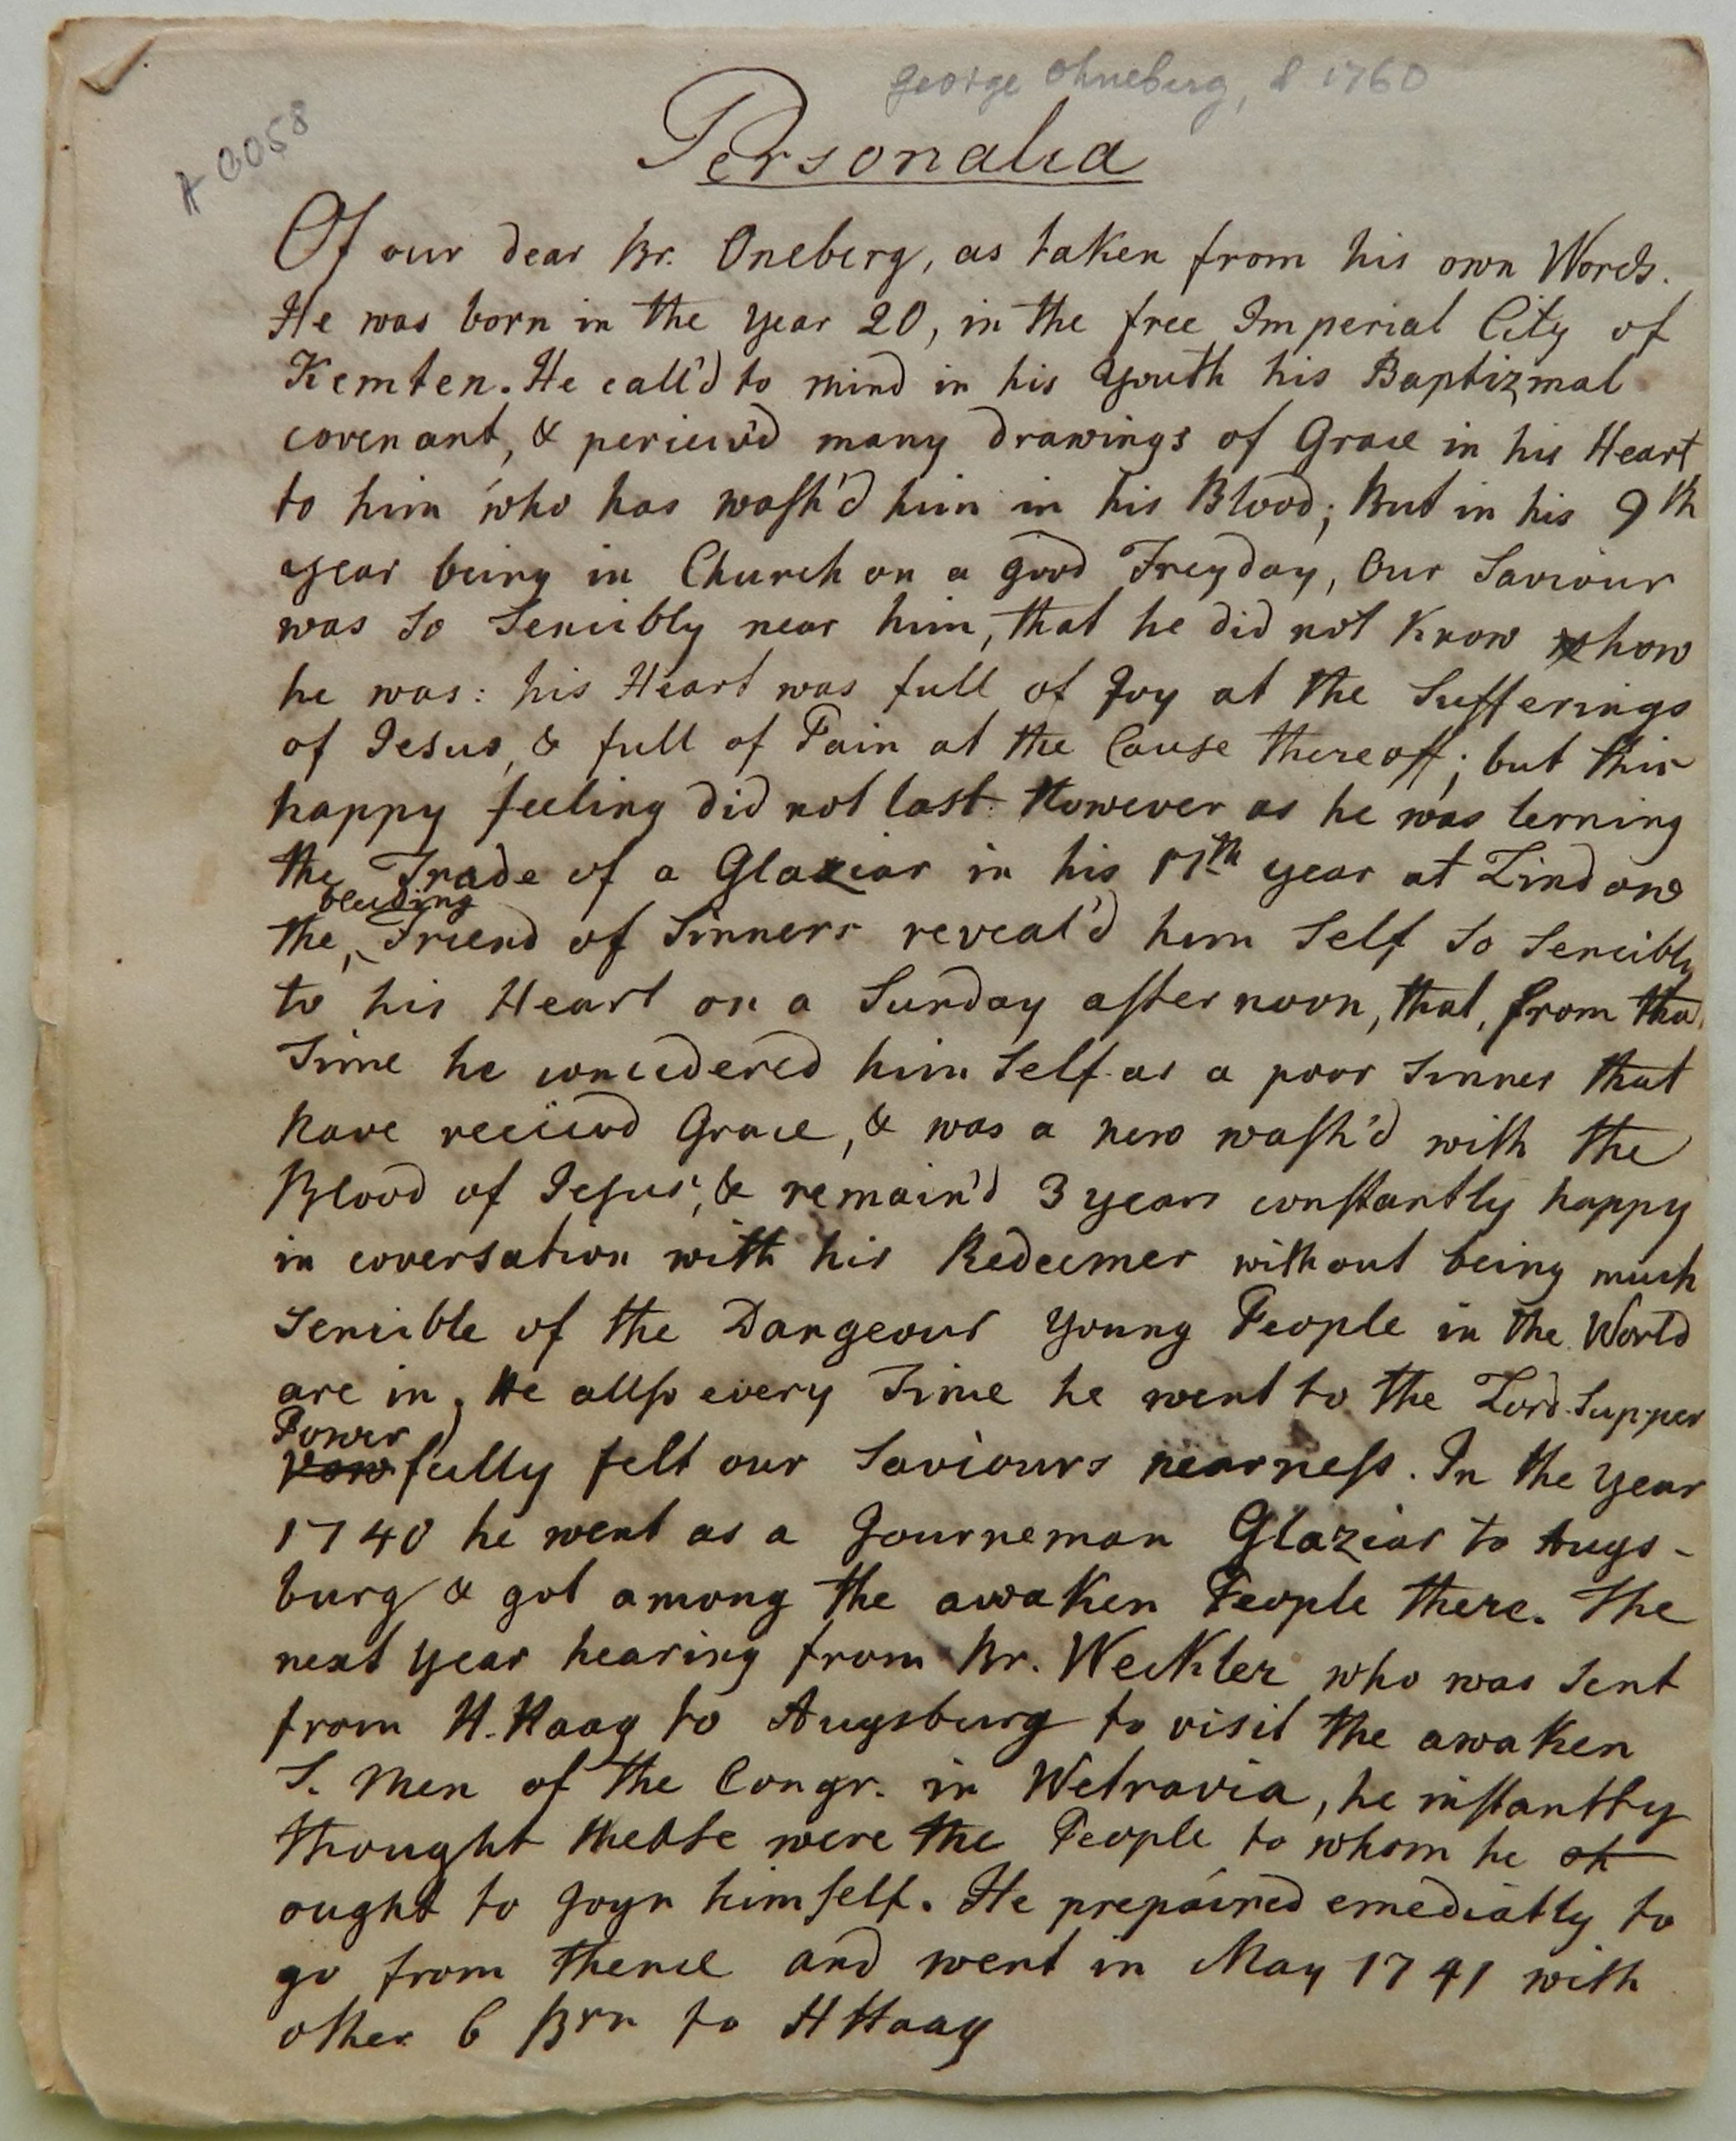 george Ohneberg, d 1760
A 0058
Personalia
Of our dear Br. Oneberg, as taken from his own Words.
He was born in the year 20, in the free Imperial City of
Kemten. He call'd to mind in his Youth his Baptizmal
covenant, & perieiv'd many drawings of Grace in his Heart
to him who has wash'd him in his Blood; But in his 9th
year being in Church on a good Freyday, Our Saviour
was so Sencibly near him, that he did not Know how
he was: his Heart was full of Joy at the Sufferings
of Jesus, & full of Pain at the Cause thereoff; but this
happy feeling did not last. However as he was lerning
the Trade of a Glaziar in his 17th year at Lindow
the bleeding Friend of Sinners reveal'd him Self So Sencibly
to his Heart on a Sunday afternoon, that, from tha
Time he concedered him Self as a poor Sinner that
have received Grace, & was a new wash'd with the
Blood of Jesus, & remain'd 3 years constantly happy
in coversation with his Redeemer without being much
Sencible of the Dangeour Young People in the World
are in, He allso every Time he went to the Lord Supper
Power
vow fully felt our Saviours nearness. In the year
1740 he went as a Journeman Glaziar to Augs-
burg & got among the awaken People there. The
next year hearing from Br. Weckler who was Sent
from H. Haag to Augsburg to visit the awaken
S. Men of the Congr. in Wetravia, he instantly
thought thebse were the People to whom he oh
ought to Joyn himself. He prepaired emediatly to
go from thence and went in May 1741 with
other 6 Brn to HHaag